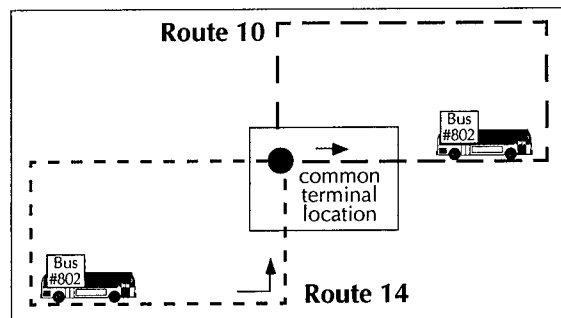 Route 10
Bus
#802
common
terminal
location
Bus
#802
Route 14